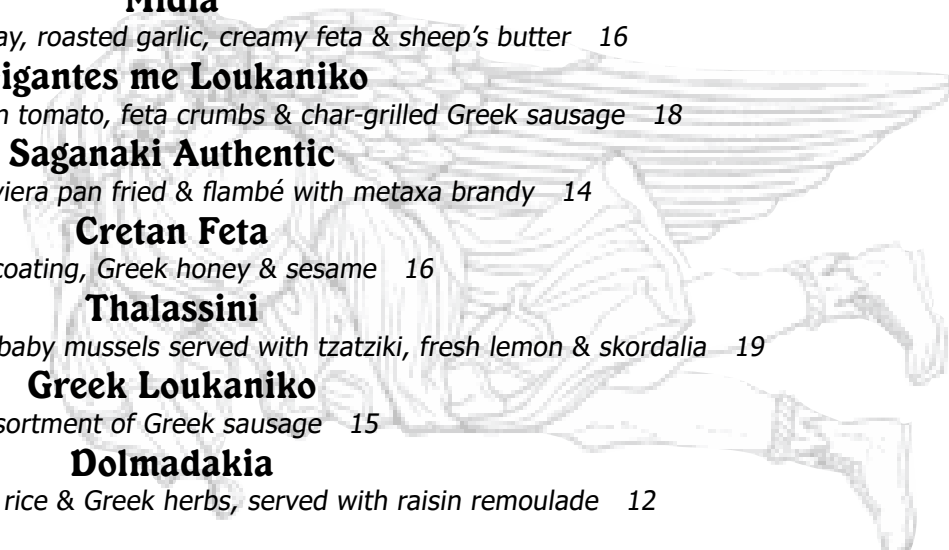 Midia
ay, roasted garlic, creamy feta & sheep's butter 16
igantes me Loukaniko
n tomato, feta crumbs & char-grilled Greek sausage 18
Saganaki Authentic
viera pan fried & flambé with metaxa brandy 14
Cretan Feta
coating, Greek honey & sesame 16
Thalassini
baby mussels served with tzatziki, fresh lemon & skordalia 19
Greek Loukaniko
sortment of Greek sausage 15
Dolmadakia
rice & Greek herbs, served with raisin remoulade 12